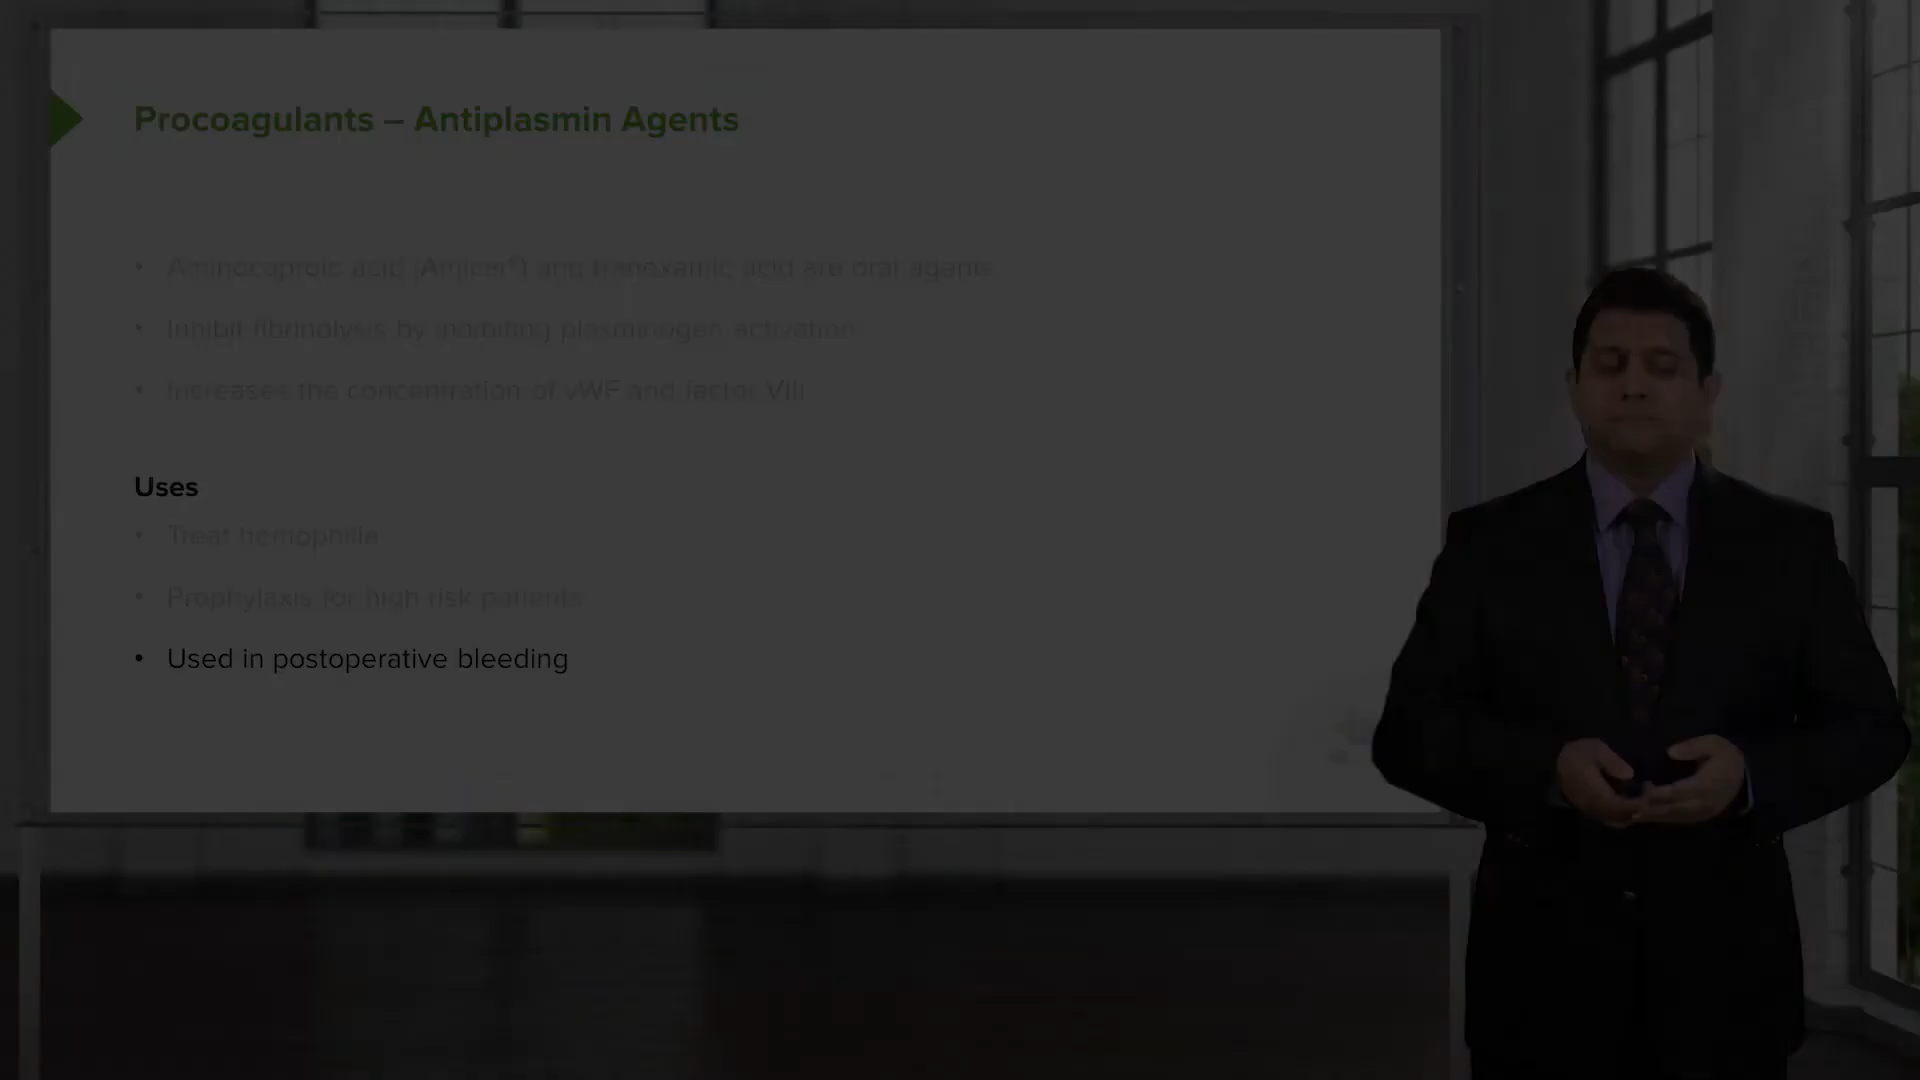 Procoagulants – Antiplasmin Agents
• Aminocaproic acid (Amicar®) and tranexamic acid are oral agents
• Inhibit fibrinolysis by inhibiting plasminogen activation
• Increases the concentration of vWF and factor VIII
Uses
• Treat hemophilia
• Prophylaxis for high risk patients
• Used in postoperative bleeding